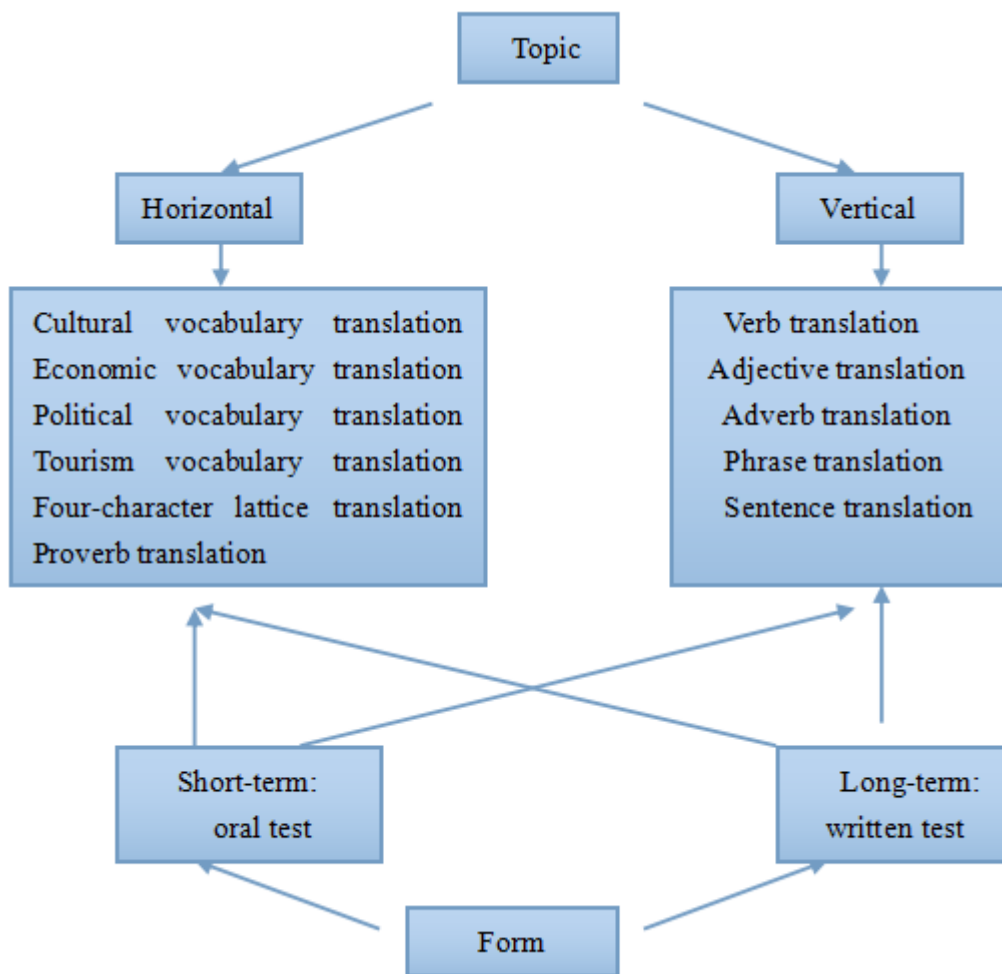 Topic
Horizontal
Vertical
Cultural vocabulary translation
Economic vocabulary translation
Political vocabulary translation
Tourism vocabulary translation
Four-character lattice translation
Proverb translation
Verb translation
Adjective translation
Adverb translation
Phrase translation
Sentence translation
Short-term:
oral test
Long-term:
written test
Form